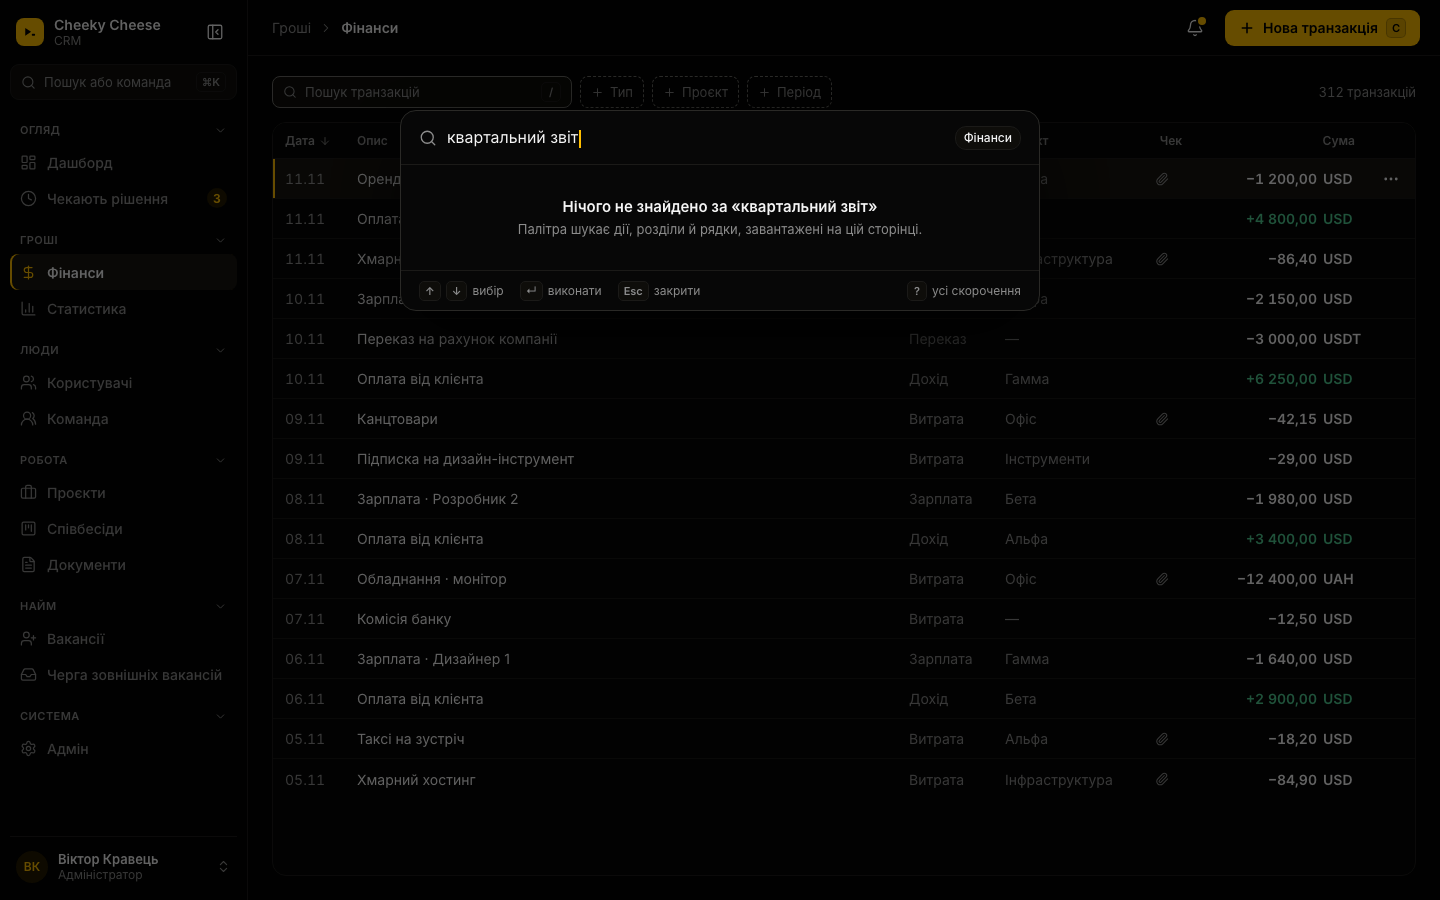 Cheeky Cheese
CRM
Пошук або команда ⌘K
ОГЛЯД
Дашборд
Чекають рішення 3
ГРОШІ
Фінанси
Статистика
ЛЮДИ
Користувачі
Команда
РОБОТА
Проєкти
Співбесіди
Документи
НАЙМ
Вакансії
Черга зовнішніх вакансій
СИСТЕМА
Адмін
ВК Віктор Кравець
Адміністратор
Гроші Фінанси
Нова транзакція C
Пошук транзакцій /
Тип
Проєкт
Період
312 транзакцій
квартальний звіт Фінанси
Нічого не знайдено за «квартальний звіт»
Палітра шукає дії, розділи й рядки, завантажені на цій сторінці.
↑ ↓ вибір ↵ виконати Esc закрити ? усі скорочення
Дата ↓ Опис Чек Сума
11.11 −1 200,00 USD
11.11 +4 800,00 USD
11.11 −86,40 USD
10.11 −2 150,00 USD
10.11 Переказ на рахунок компанії Переказ — −3 000,00 USDT
10.11 Оплата від клієнта Дохід Гамма +6 250,00 USD
09.11 Канцтовари Витрата Офіс −42,15 USD
09.11 Підписка на дизайн-інструмент Витрата Інструменти −29,00 USD
08.11 Зарплата · Розробник 2 Зарплата Бета −1 980,00 USD
08.11 Оплата від клієнта Дохід Альфа +3 400,00 USD
07.11 Обладнання · монітор Витрата Офіс −12 400,00 UAH
07.11 Комісія банку Витрата — −12,50 USD
06.11 Зарплата · Дизайнер 1 Зарплата Гамма −1 640,00 USD
06.11 Оплата від клієнта Дохід Бета +2 900,00 USD
05.11 Таксі на зустріч Витрата Альфа −18,20 USD
05.11 Хмарний хостинг Витрата Інфраструктура −84,90 USD